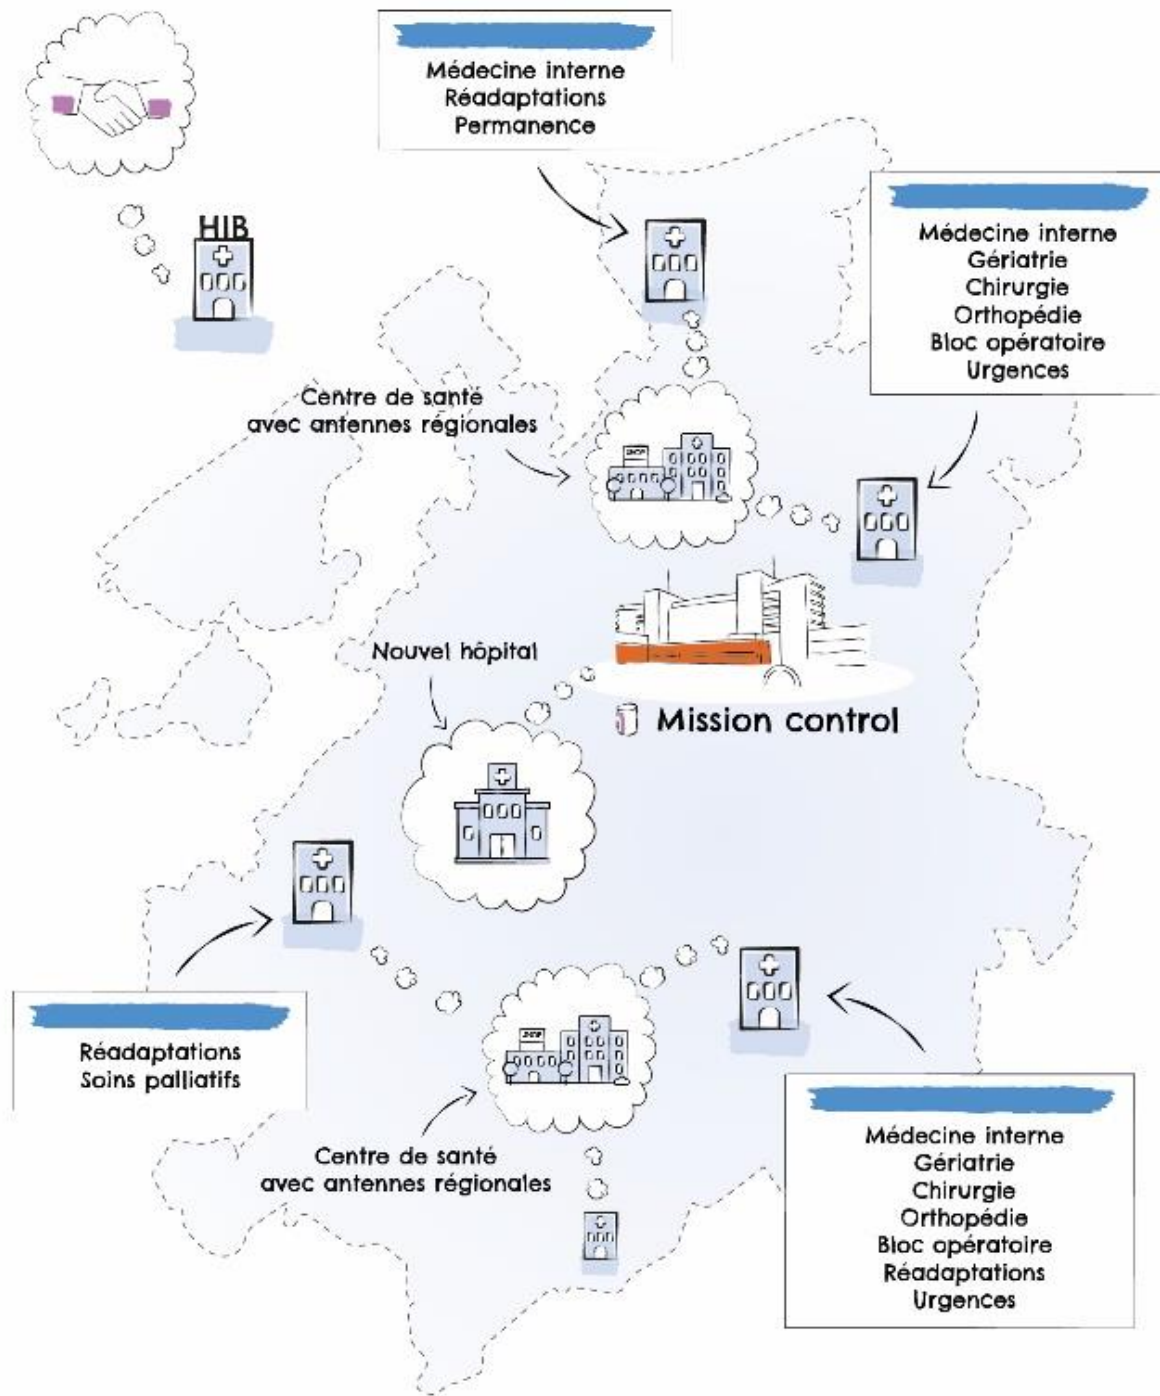 Médecine interne
Réadaptations
Permanence
HIB
Médecine interne
Gériatrie
Chirurgie
Orthopédie
Bloc opératoire
Urgences
Centre de santé
avec antennes régionales
Nouvel hôpital
Mission control
Réadaptations
Soins palliatifs
Centre de santé
avec antennes régionales
Médecine interne
Gériatrie
Chirurgie
Orthopédie
Bloc opératoire
Réadaptations
Urgences